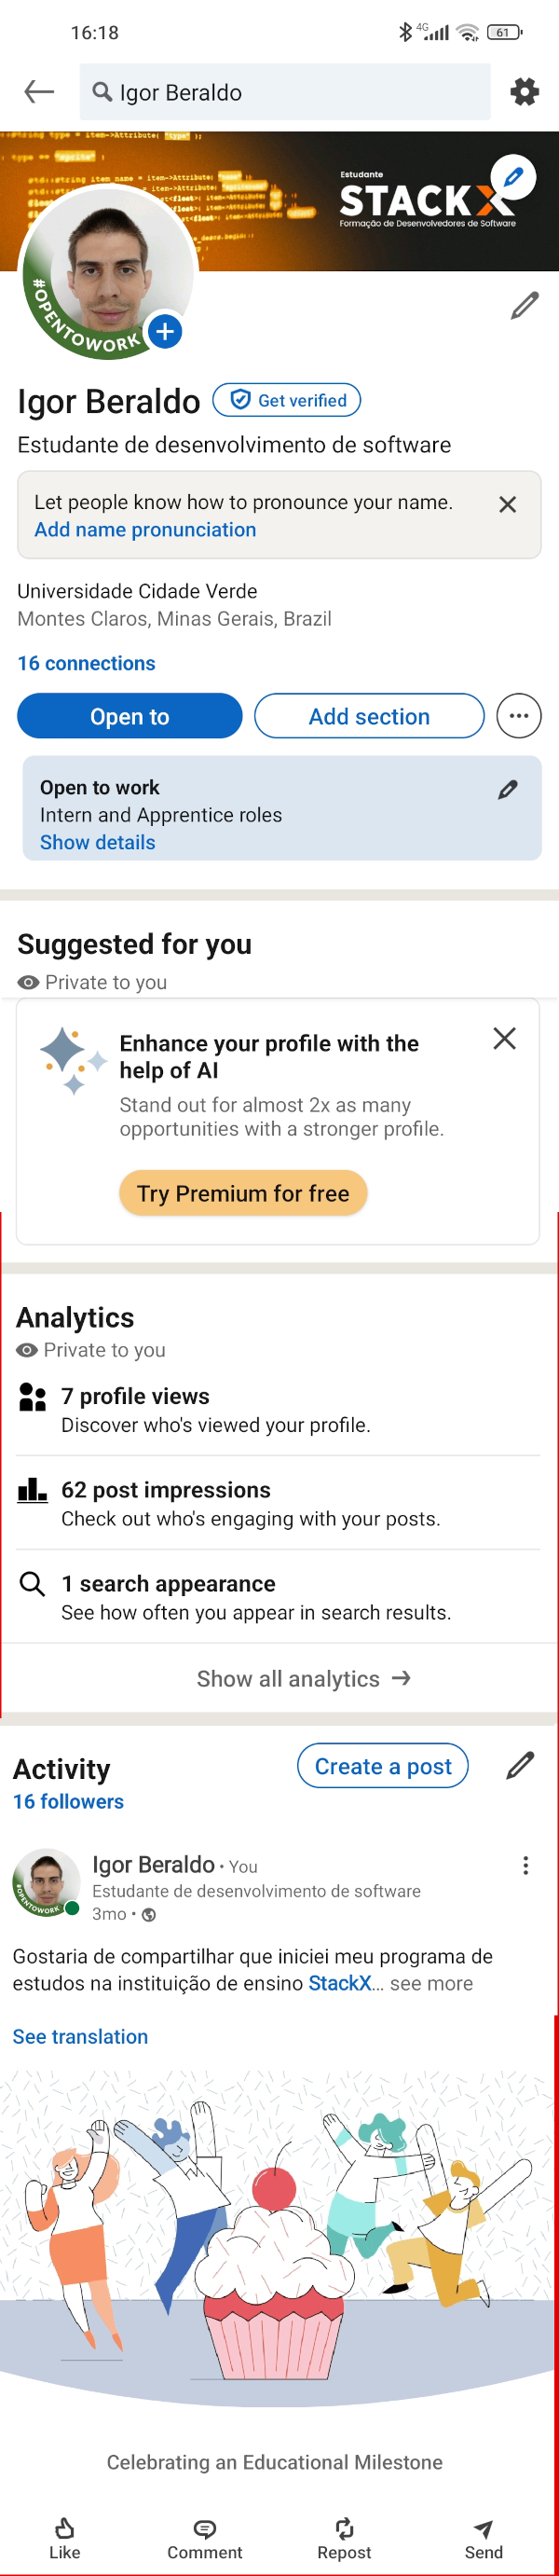 16:18
4G
61
Igor Beraldo
Estudante
STACKX
Formação de Desenvolvedores de Software
#OPENTOWORK
Igor Beraldo
Get verified
Estudante de desenvolvimento de software
Let people know how to pronounce your name.
Add name pronunciation
Universidade Cidade Verde
Montes Claros, Minas Gerais, Brazil
16 connections
Open to
Add section
Open to work
Intern and Apprentice roles
Show details
Suggested for you
Private to you
Enhance your profile with the
help of AI
Stand out for almost 2x as many
opportunities with a stronger profile.
Try Premium for free
Analytics
Private to you
7 profile views
Discover who's viewed your profile.
62 post impressions
Check out who's engaging with your posts.
1 search appearance
See how often you appear in search results.
Show all analytics →
Activity
Create a post
16 followers
Igor Beraldo • You
Estudante de desenvolvimento de software
3mo •
#OPENTOWORK
Gostaria de compartilhar que iniciei meu programa de
estudos na instituição de ensino StackX... see more
See translation
Celebrating an Educational Milestone
Like
Comment
Repost
Send